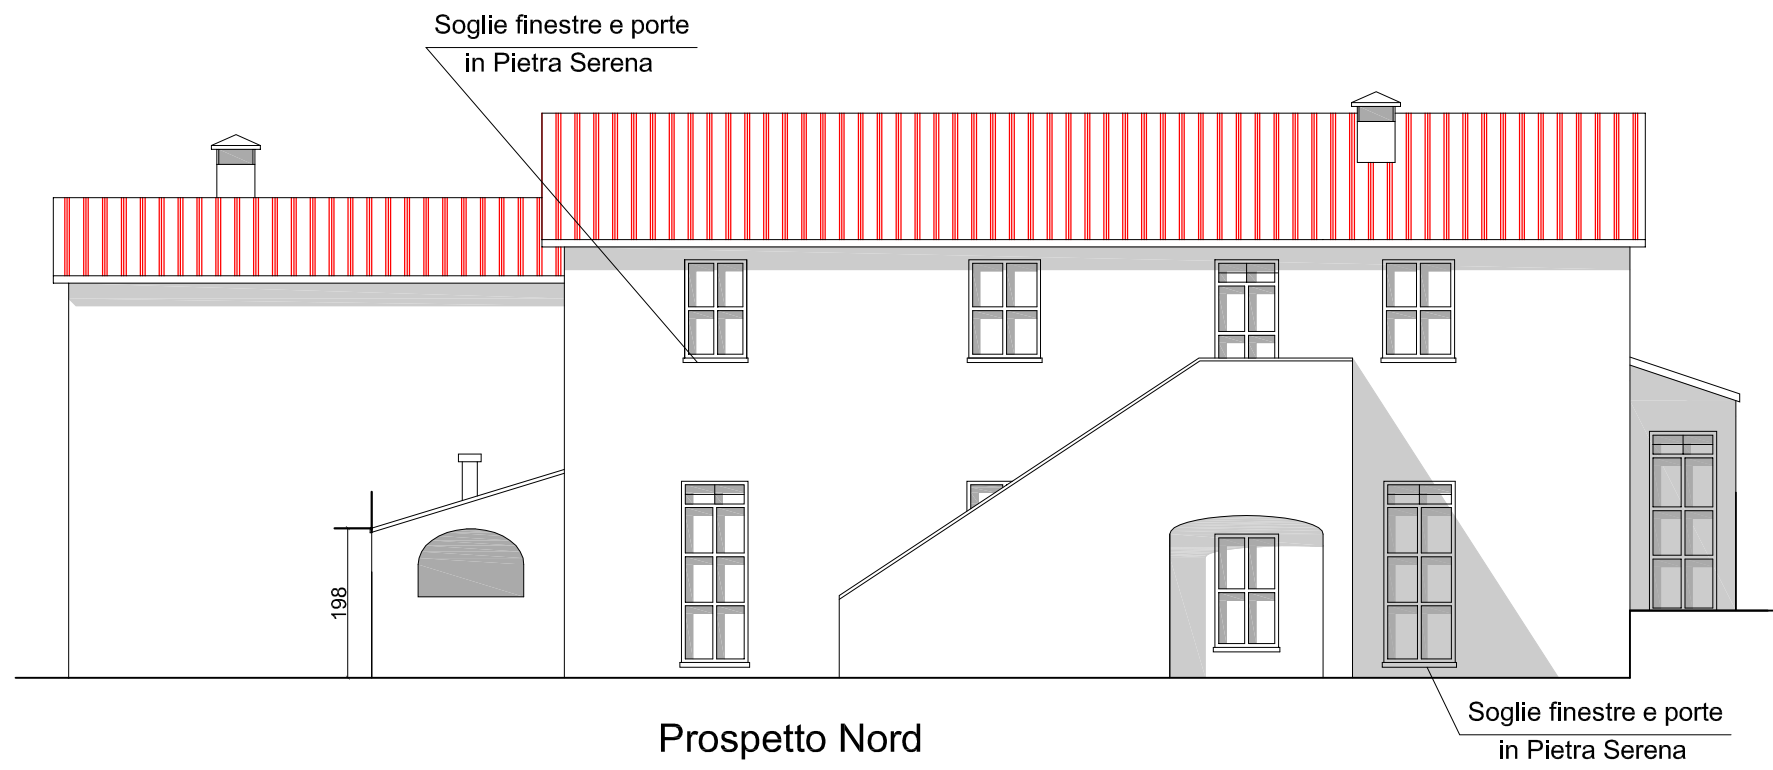 Soglie finestre e porte
in Pietra Serena
198
Prospetto Nord
Soglie finestre e porte
in Pietra Serena